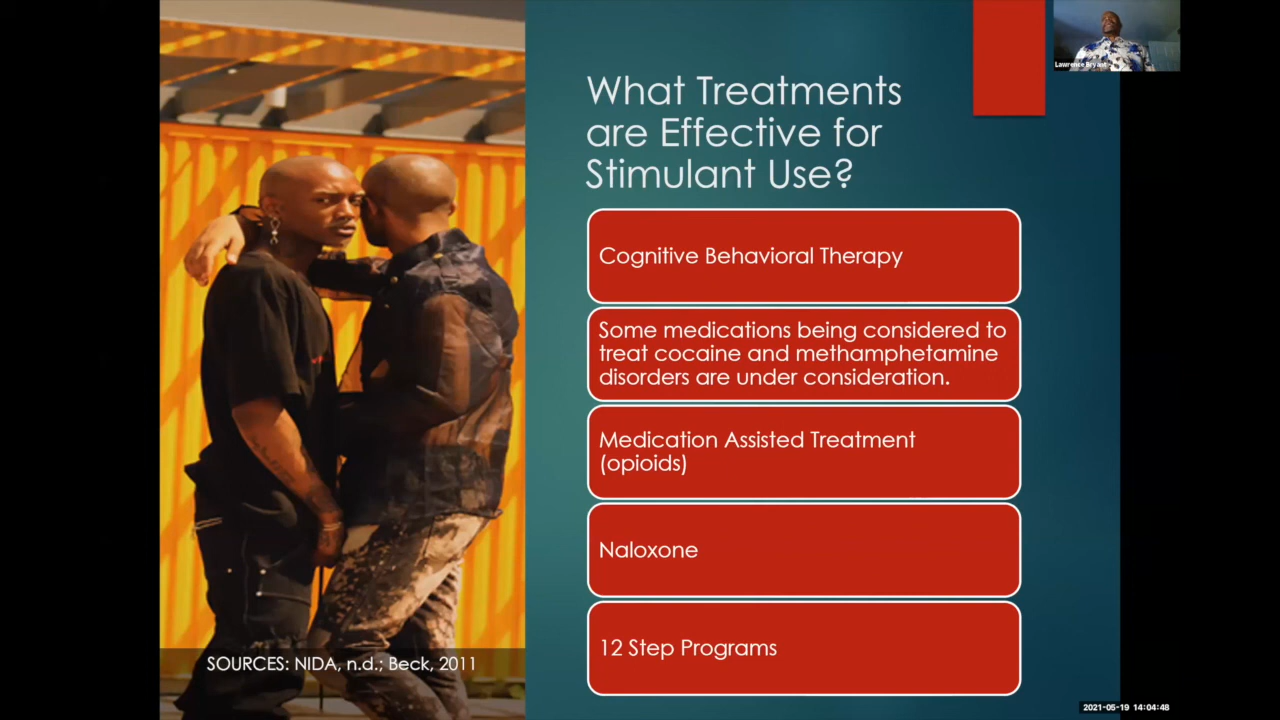 Lawrence Bryant
What Treatments
are Effective for
Stimulant Use?
Cognitive Behavioral Therapy
Some medications being considered to
treat cocaine and methamphetamine
disorders are under consideration.
Medication Assisted Treatment
(opioids)
Naloxone
12 Step Programs
SOURCES: NIDA, n.d.; Beck, 2011
2021-05-19 14:04:48